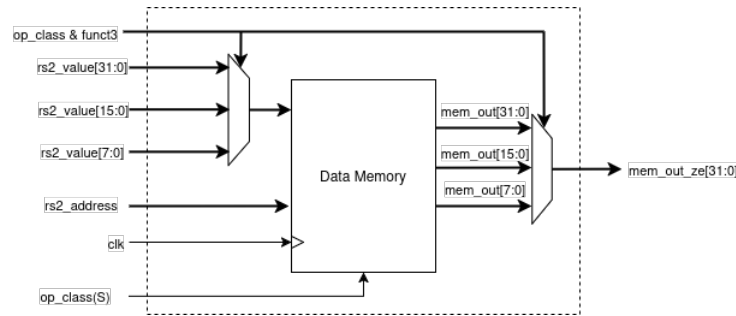 op_class & funct3
rs2_value[31:0]
rs2_value[15:0]
rs2_value[7:0]
rs2_address
clk
op_class(S)
Data Memory
mem_out[31:0]
mem_out[15:0]
mem_out[7:0]
mem_out_ze[31:0]